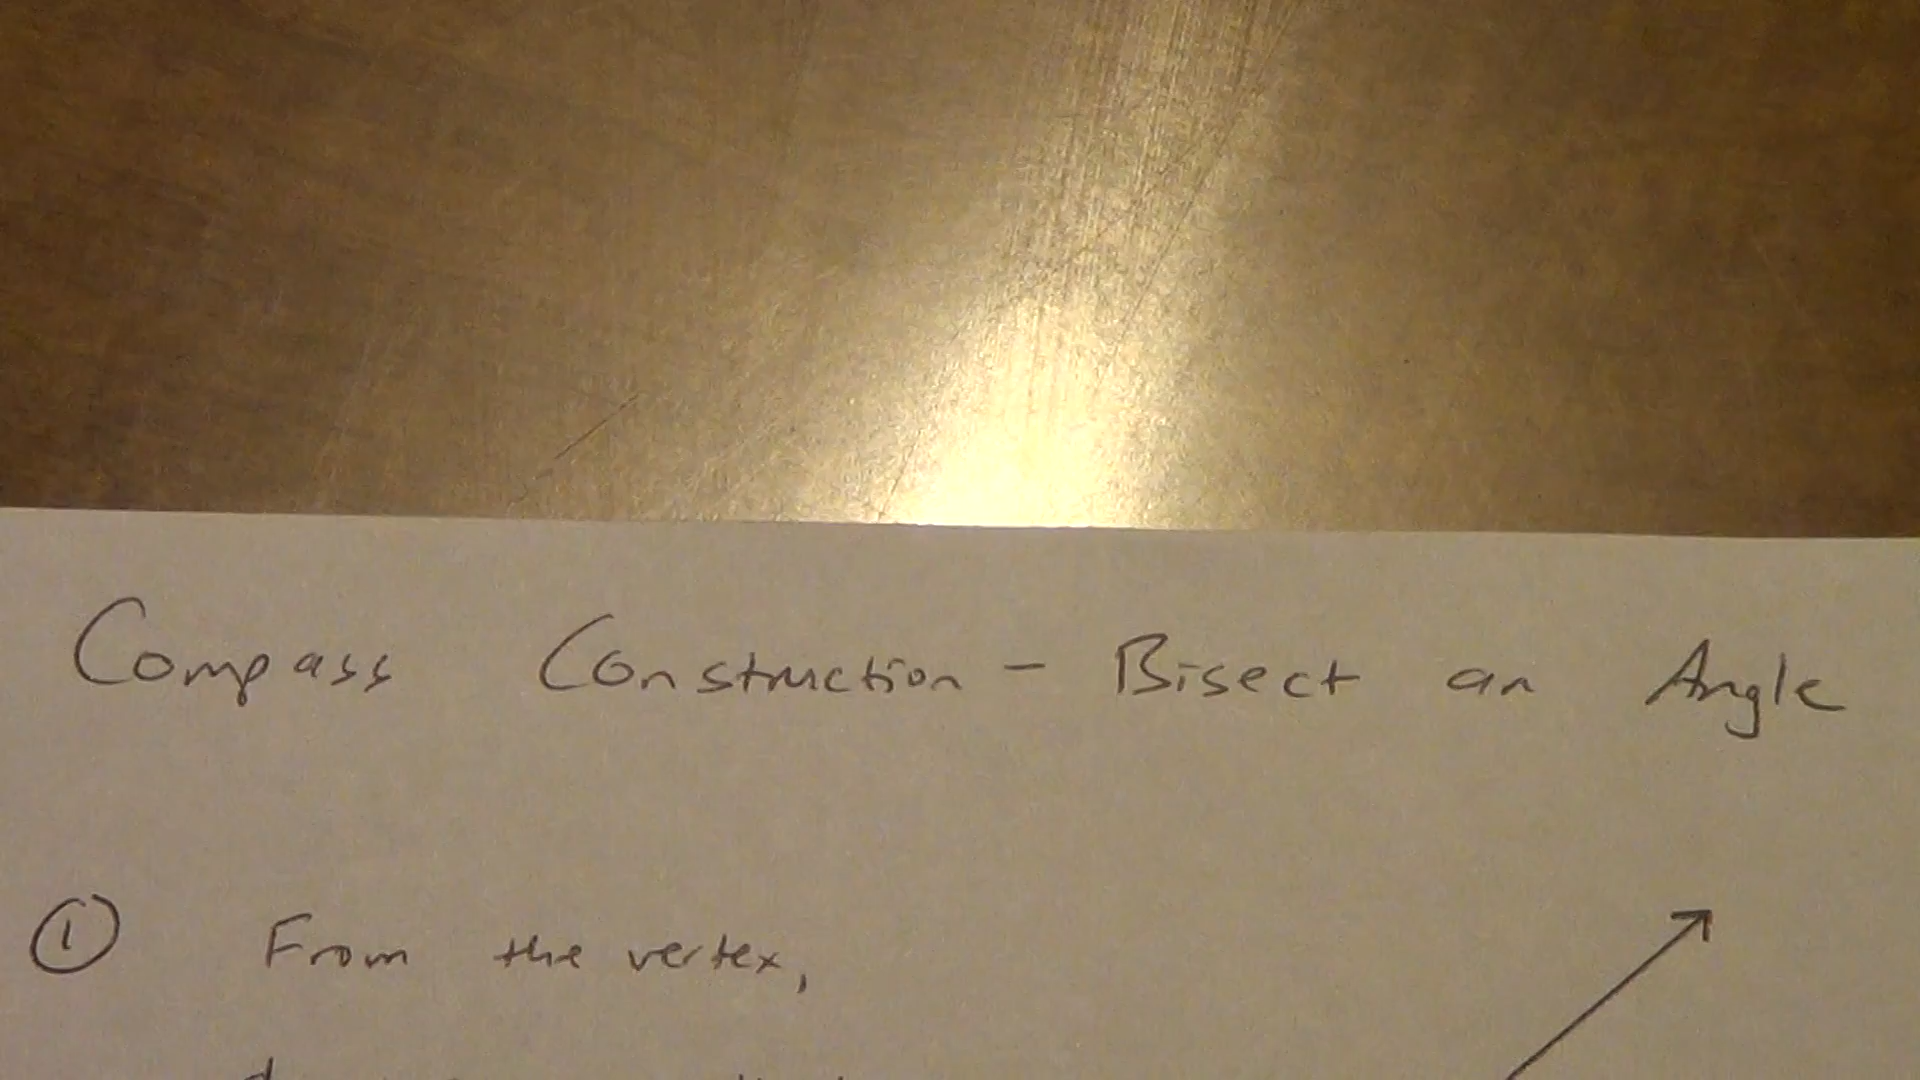 Compass Construction - Bisect an Angle
① From the vertex,